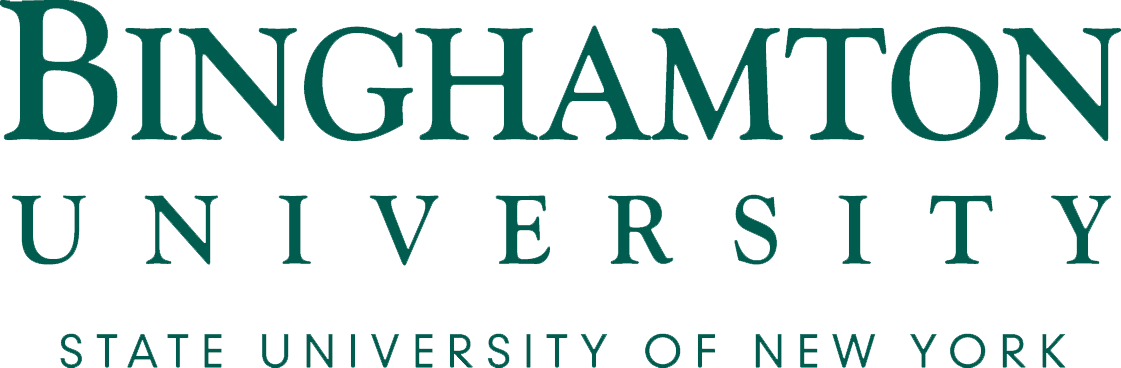 BINGHAMTON
UNIVERSITY
STATE UNIVERSITY OF NEW YORK